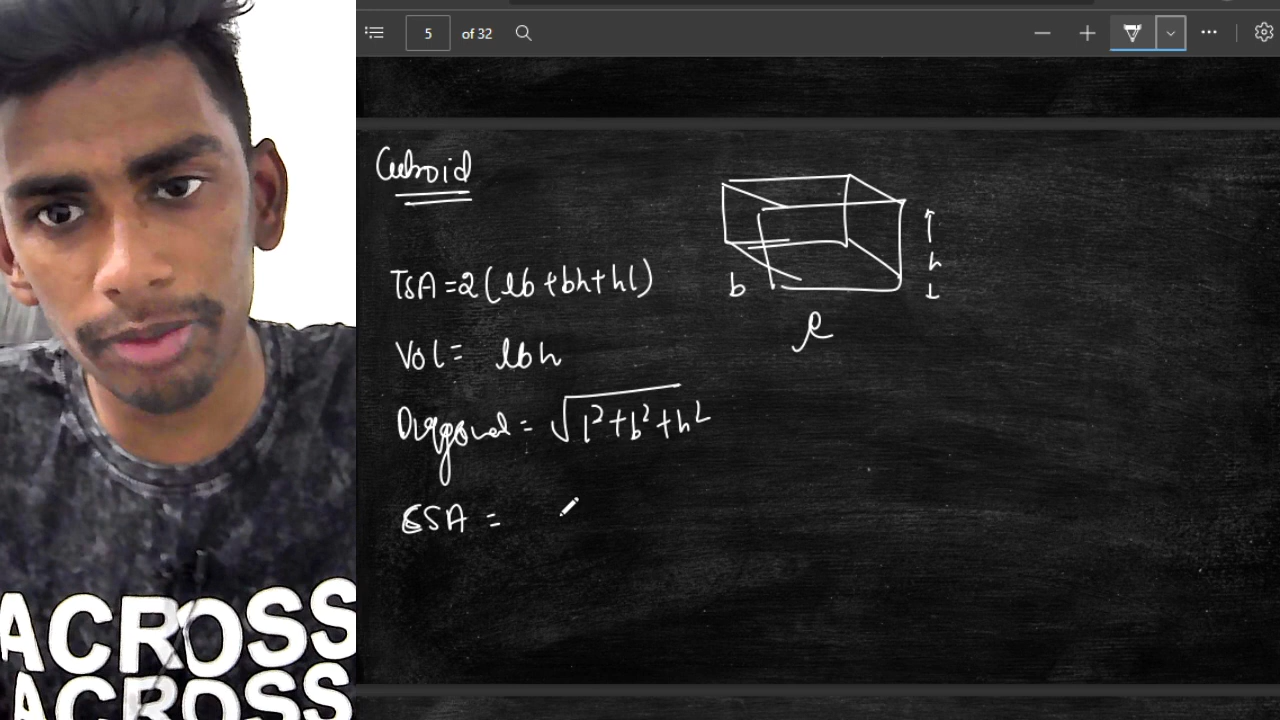 5 of 32
Cuboid
TSA = 2 (lb + bh + hl)
Vol = lbh
Diagonal = √l²+b²+h²
CSA =
b
h
l
ACROSS
ACROSS